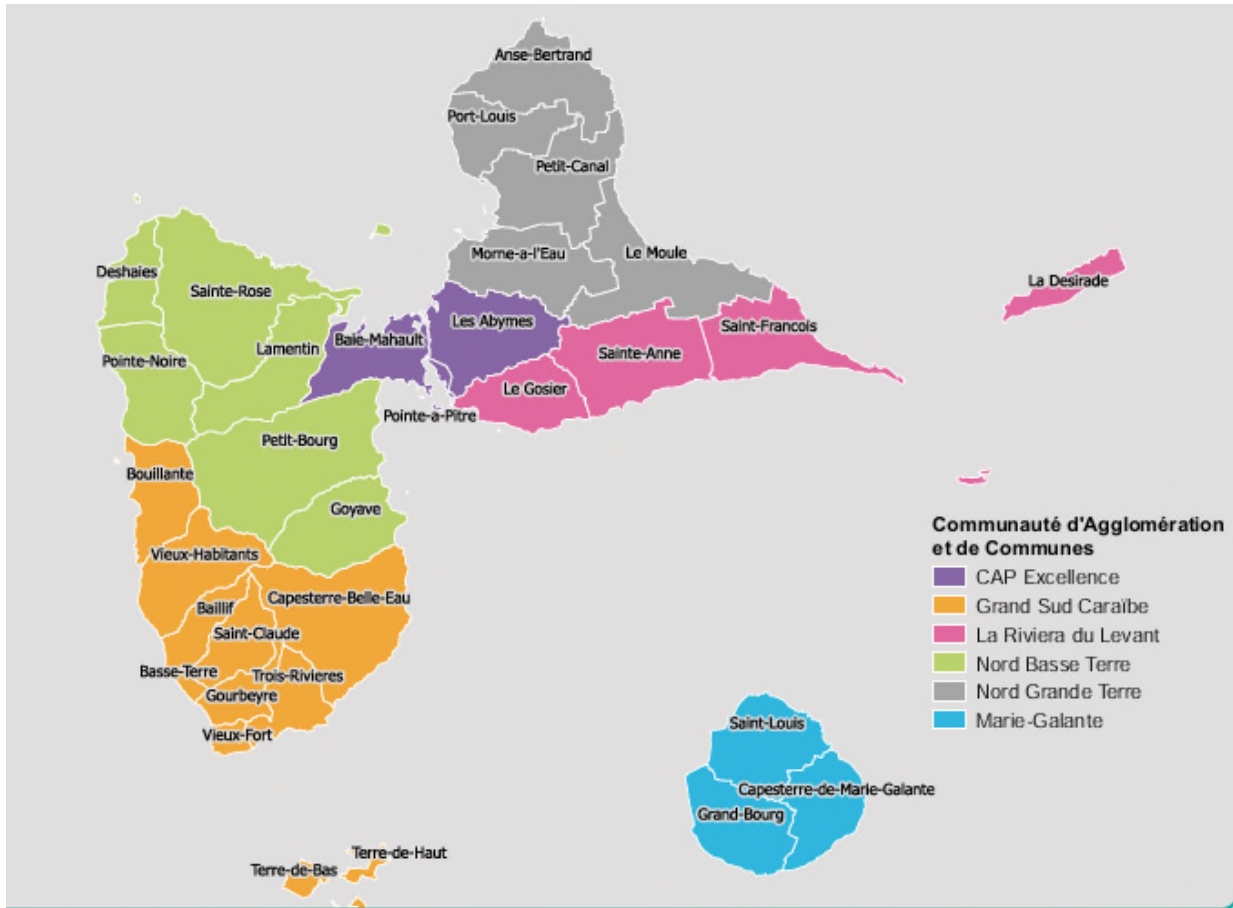 Anse-Bertrand
Port-Louis
Petit-Canal
Morne-a-l'Eau
Le Moule
Deshaies
Sainte-Rose
La Desirade
Les Abymes
Saint-Francois
Baie-Mahault
Lamentin
Sainte-Anne
Pointe-Noire
Le Gosier
Pointe-a-Pitre
Petit-Bourg
Bouillante
Goyave
Vieux-Habitants
Capesterre-Belle-Eau
Baillif
Saint-Claude
Basse-Terre
Trois-Rivieres
Gourbeyre
Vieux-Fort
Terre-de-Haut
Terre-de-Bas
Saint-Louis
Capesterre-de-Marie-Galante
Grand-Bourg
Communauté d'Agglomération
et de Communes
CAP Excellence
Grand Sud Caraïbe
La Riviera du Levant
Nord Basse Terre
Nord Grande Terre
Marie-Galante